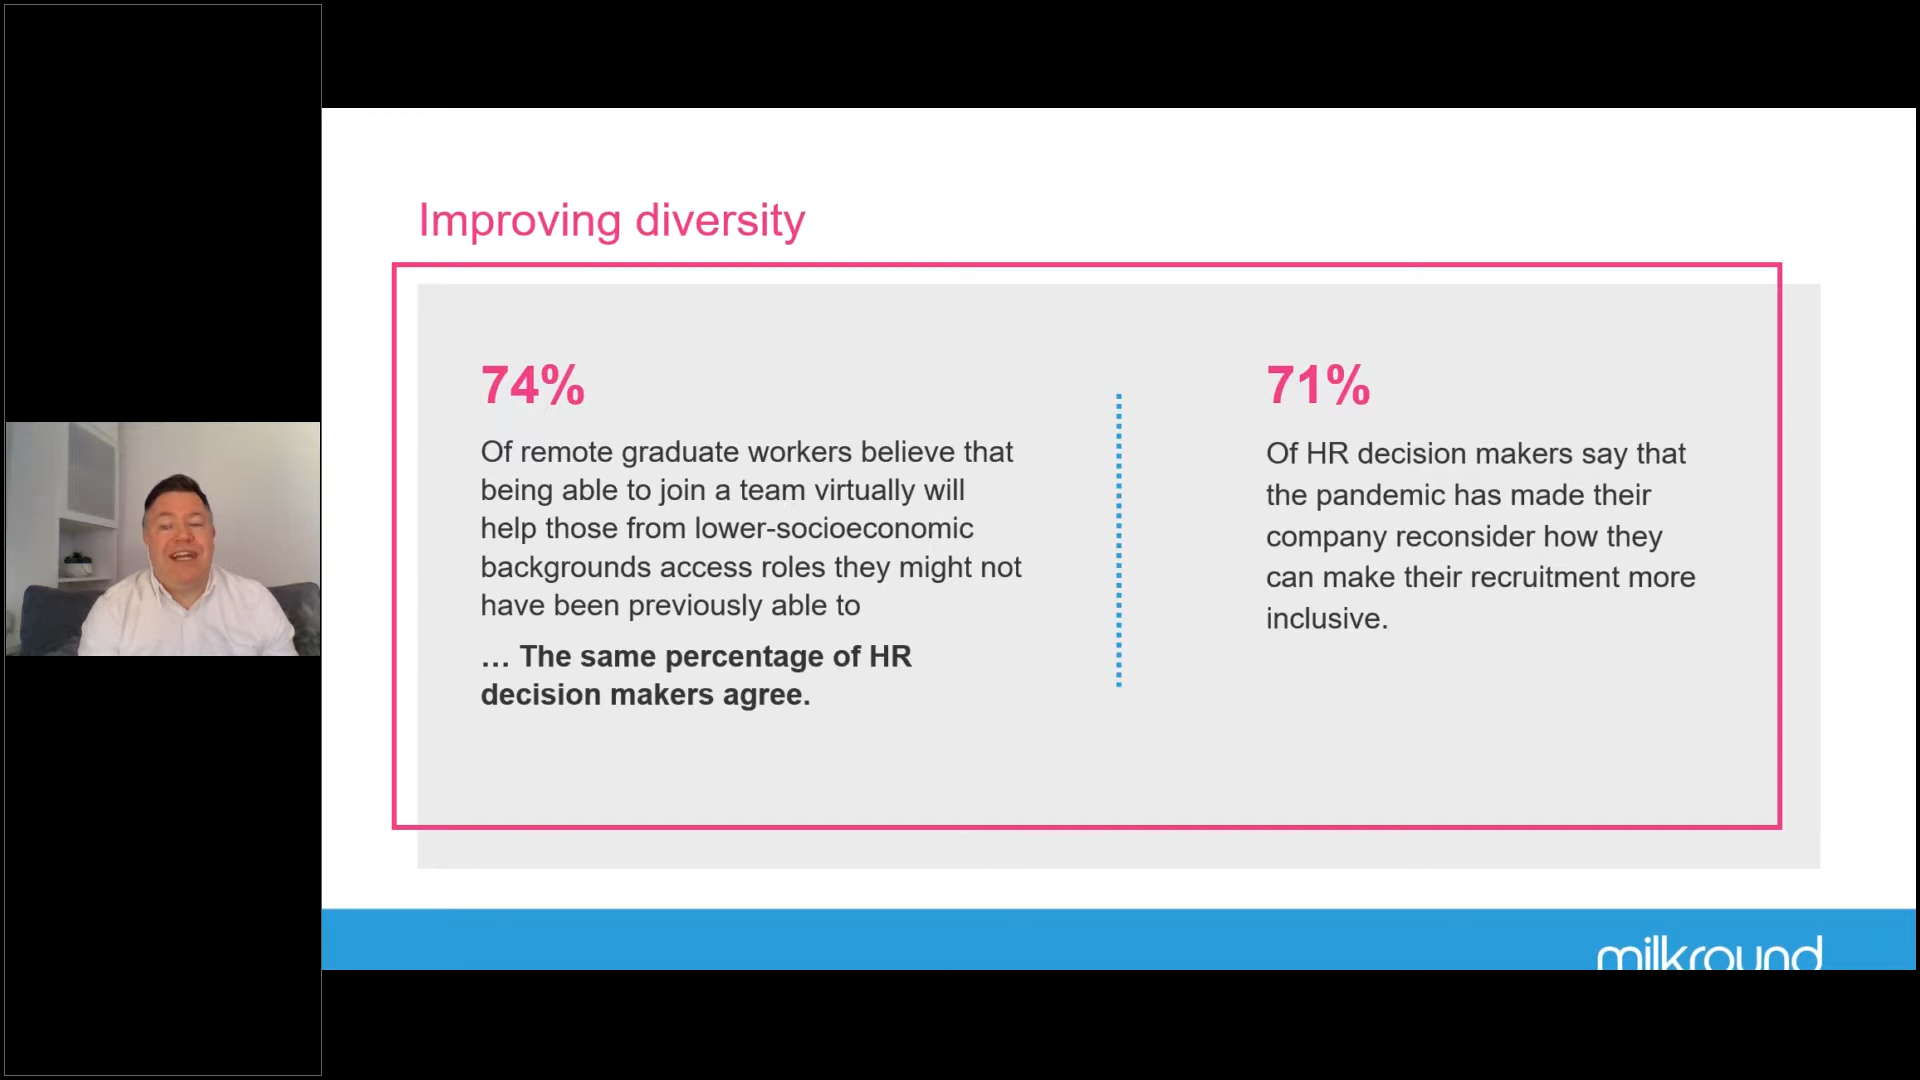 Improving diversity
74%
Of remote graduate workers believe that
being able to join a team virtually will
help those from lower-socioeconomic
backgrounds access roles they might not
have been previously able to
… The same percentage of HR
decision makers agree.
71%
Of HR decision makers say that
the pandemic has made their
company reconsider how they
can make their recruitment more
inclusive.
milkround